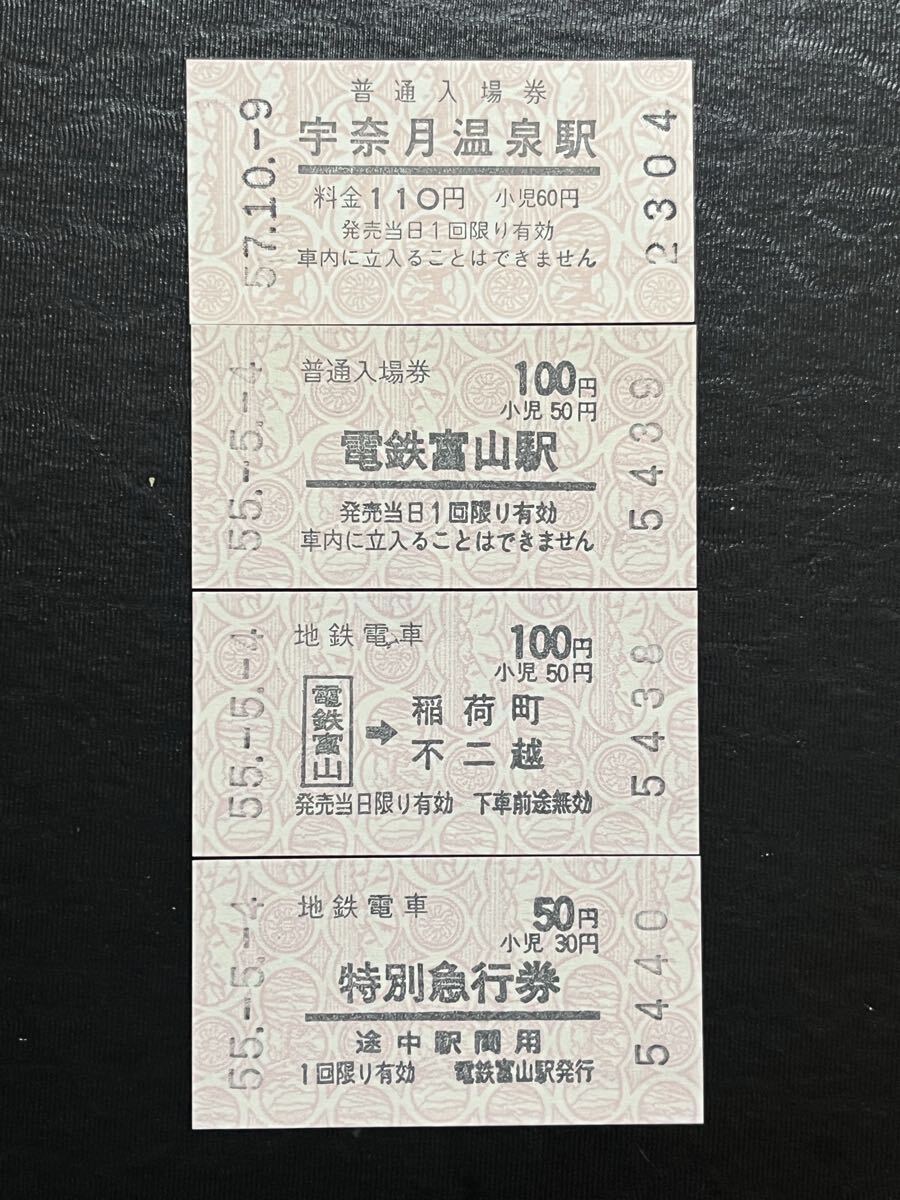 普通入場券
宇奈月温泉駅
料金110円 小児60円
発売当日1回限り有効
車内に立入ることはできません
57.10.-9
2304
普通入場券 100円
小児 50円
電鉄富山駅
発売当日1回限り有効
車内に立入ることはできません
55.-5.-4
5439
地鉄電車 100円
小児 50円
電鉄富山 ➡ 稲荷町
不二越
発売当日限り有効 下車前途無効
55.-5.-4
5438
地鉄電車 50円
小児 30円
特別急行券
途中駅間用
1回限り有効 電鉄富山駅発行
55.-5.-4
5440